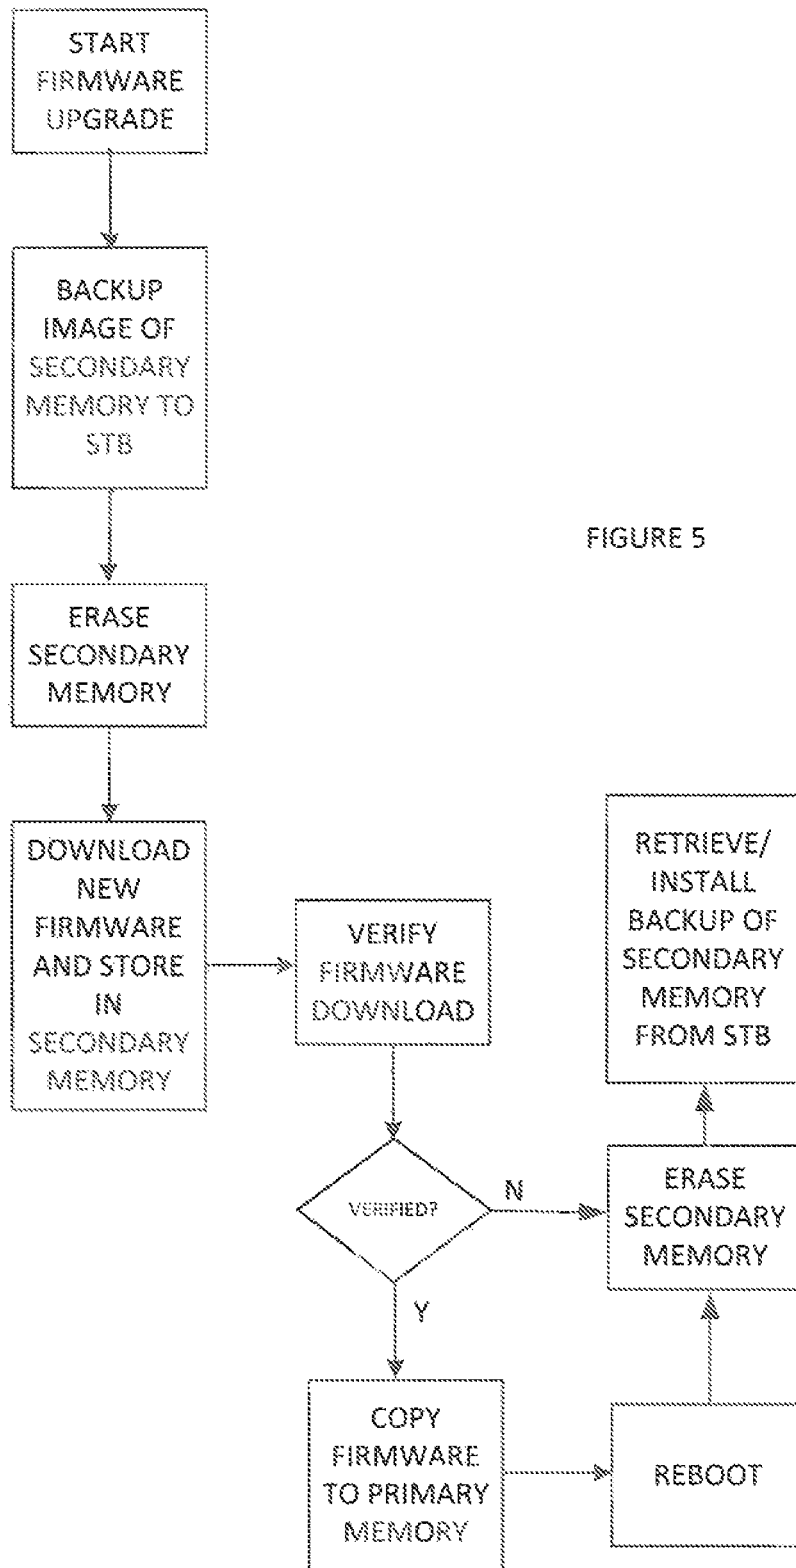 START
FIRMWARE
UPGRADE
BACKUP
IMAGE OF
SECONDARY
MEMORY TO
STB
FIGURE 5
ERASE
SECONDARY
MEMORY
DOWNLOAD
NEW
FIRMWARE
AND STORE
IN
SECONDARY
MEMORY
VERIFY
FIRMWARE
DOWNLOAD
VERIFIED?
N
Y
RETRIEVE/
INSTALL
BACKUP OF
SECONDARY
MEMORY
FROM STB
ERASE
SECONDARY
MEMORY
COPY
FIRMWARE
TO PRIMARY
MEMORY
REBOOT